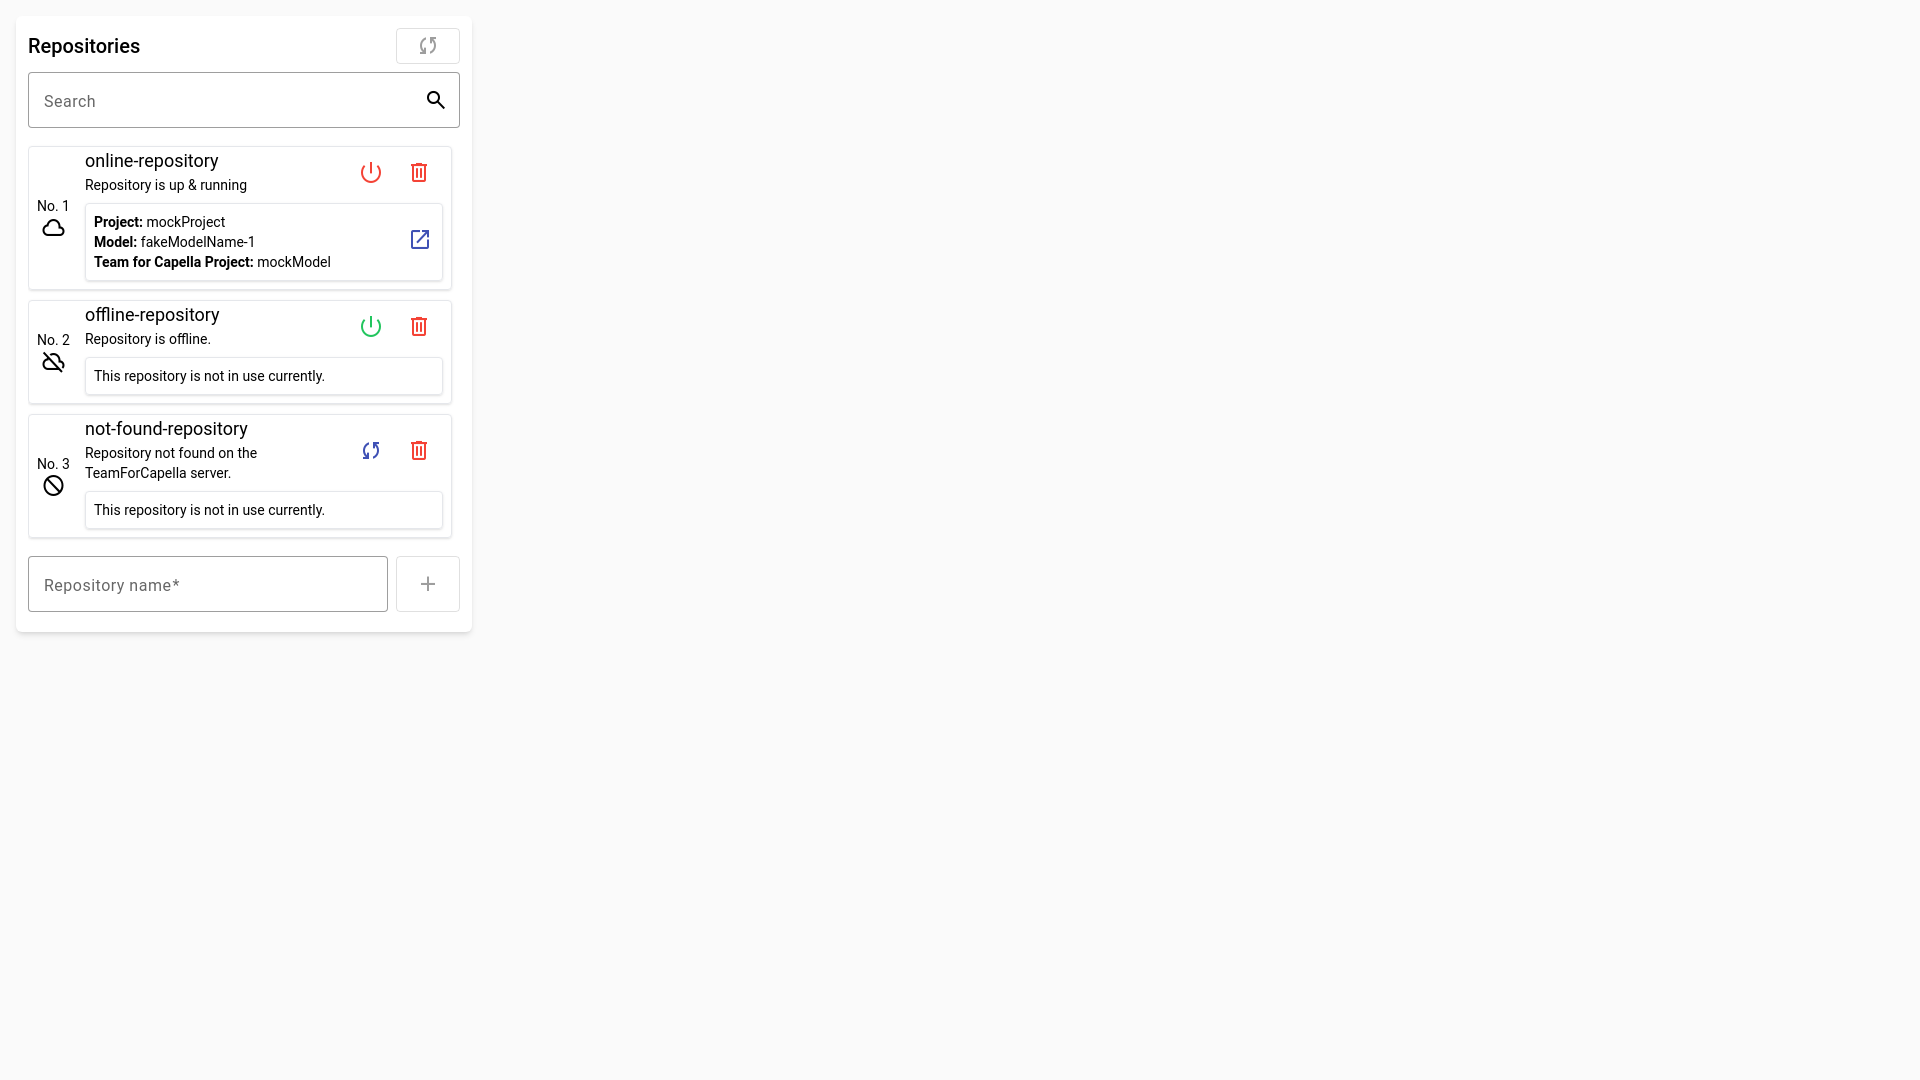 Repositories
Search
online-repository
Repository is up & running
No. 1
Project: mockProject
Model: fakeModelName-1
Team for Capella Project: mockModel
offline-repository
Repository is offline.
No. 2
This repository is not in use currently.
not-found-repository
Repository not found on the
TeamForCapella server.
No. 3
This repository is not in use currently.
Repository name*